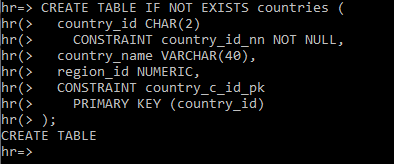 hr=> CREATE TABLE IF NOT EXISTS countries (
hr(>   country_id CHAR(2)
hr(>     CONSTRAINT country_id_nn NOT NULL,
hr(>   country_name VARCHAR(40),
hr(>   region_id NUMERIC,
hr(>   CONSTRAINT country_c_id_pk
hr(>     PRIMARY KEY (country_id)
hr(> );
CREATE TABLE
hr=>